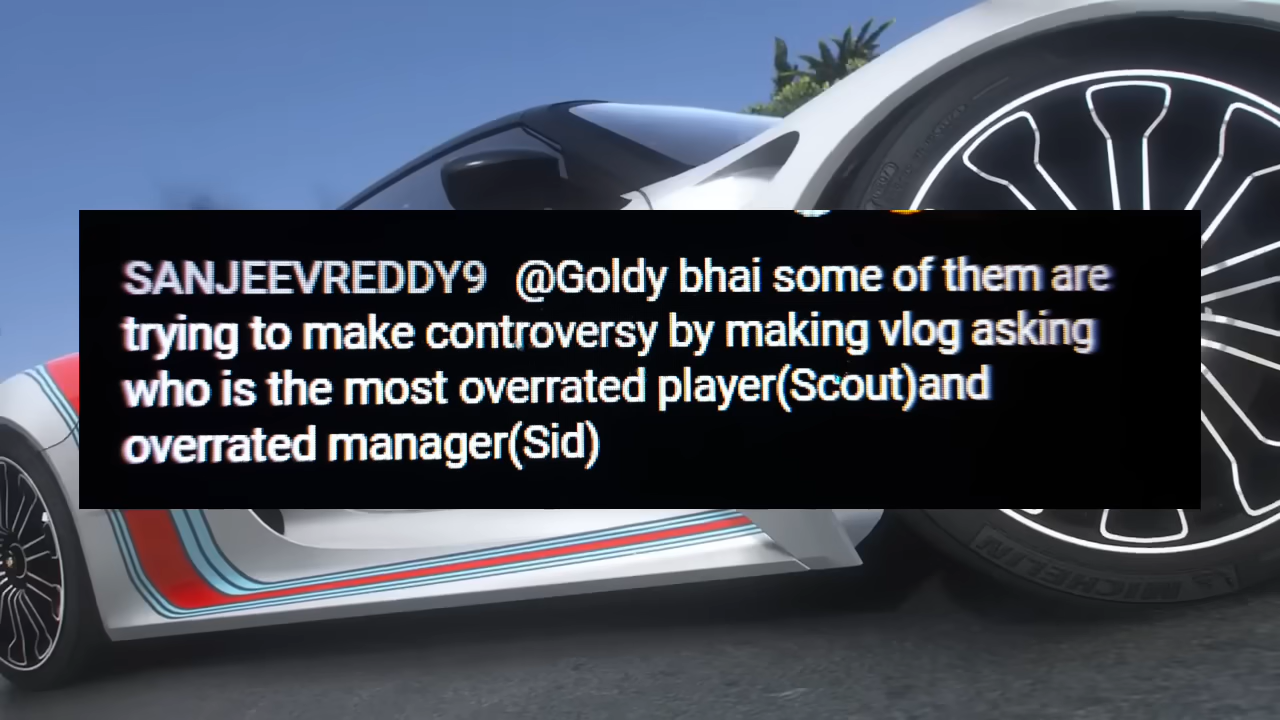 SANJEEVREDDY9 @Goldy bhai some of them are
trying to make controversy by making vlog asking
who is the most overrated player(Scout)and
overrated manager(Sid)
MICHELIN